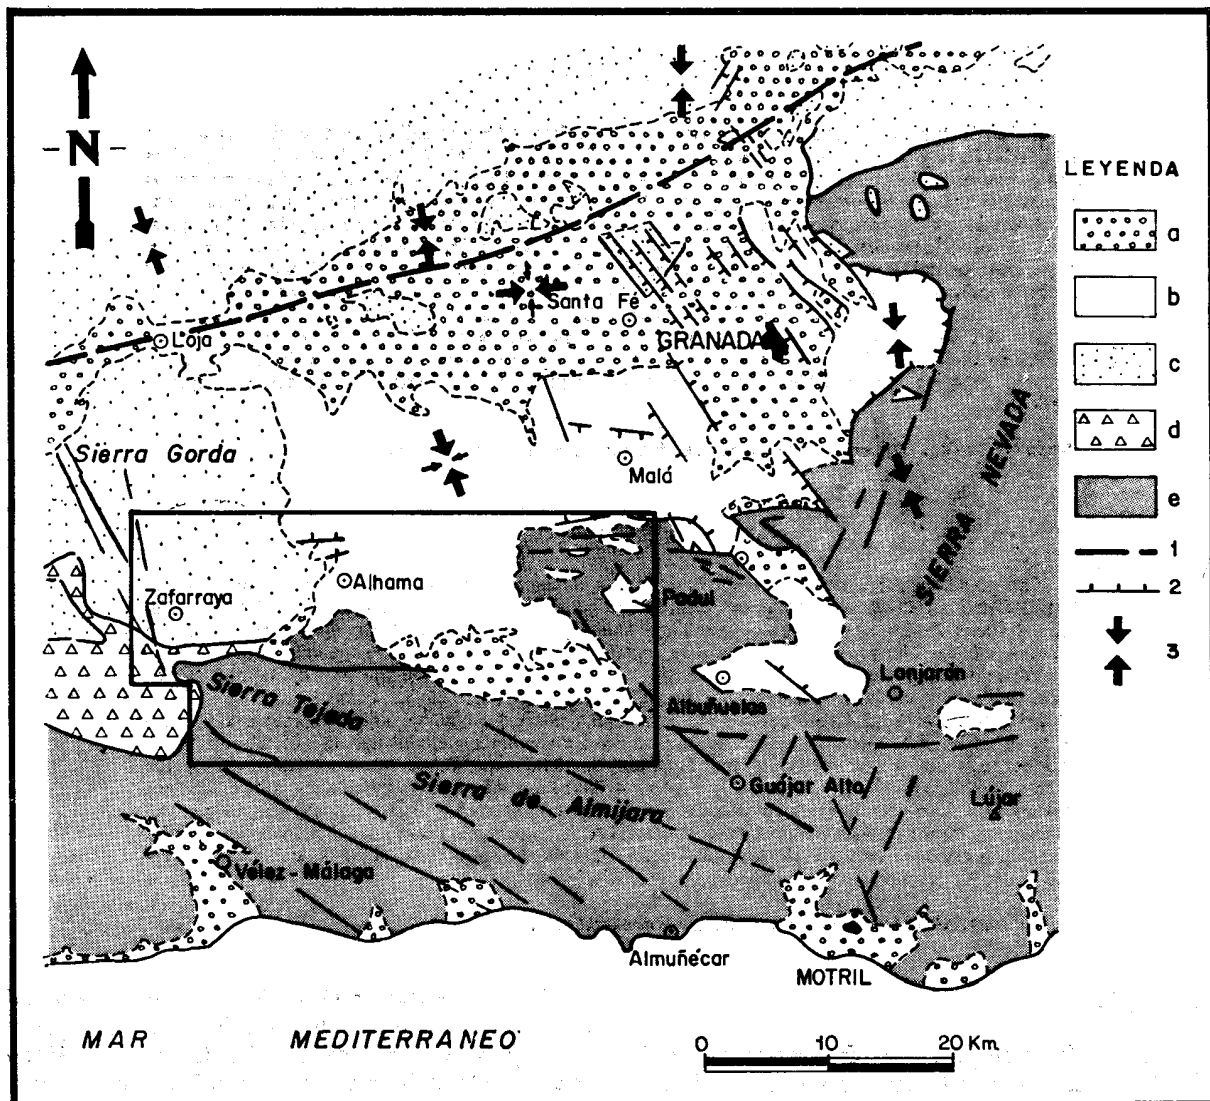 N
LEYENDA
a
b
c
d
e
1
2
3
Loja
Santa Fé
GRANADA
Sierra Gorda
Malá
SIERRA NEVADA
Zafarraya
Alhama
Padul
Lanjarón
Sierra Tejeda
Albuñuelas
Guájar Alto
Sierra de Almijara
Lújar
Vélez-Málaga
Almuñécar
MOTRIL
MAR MEDITERRANEO
0 10 20 Km.